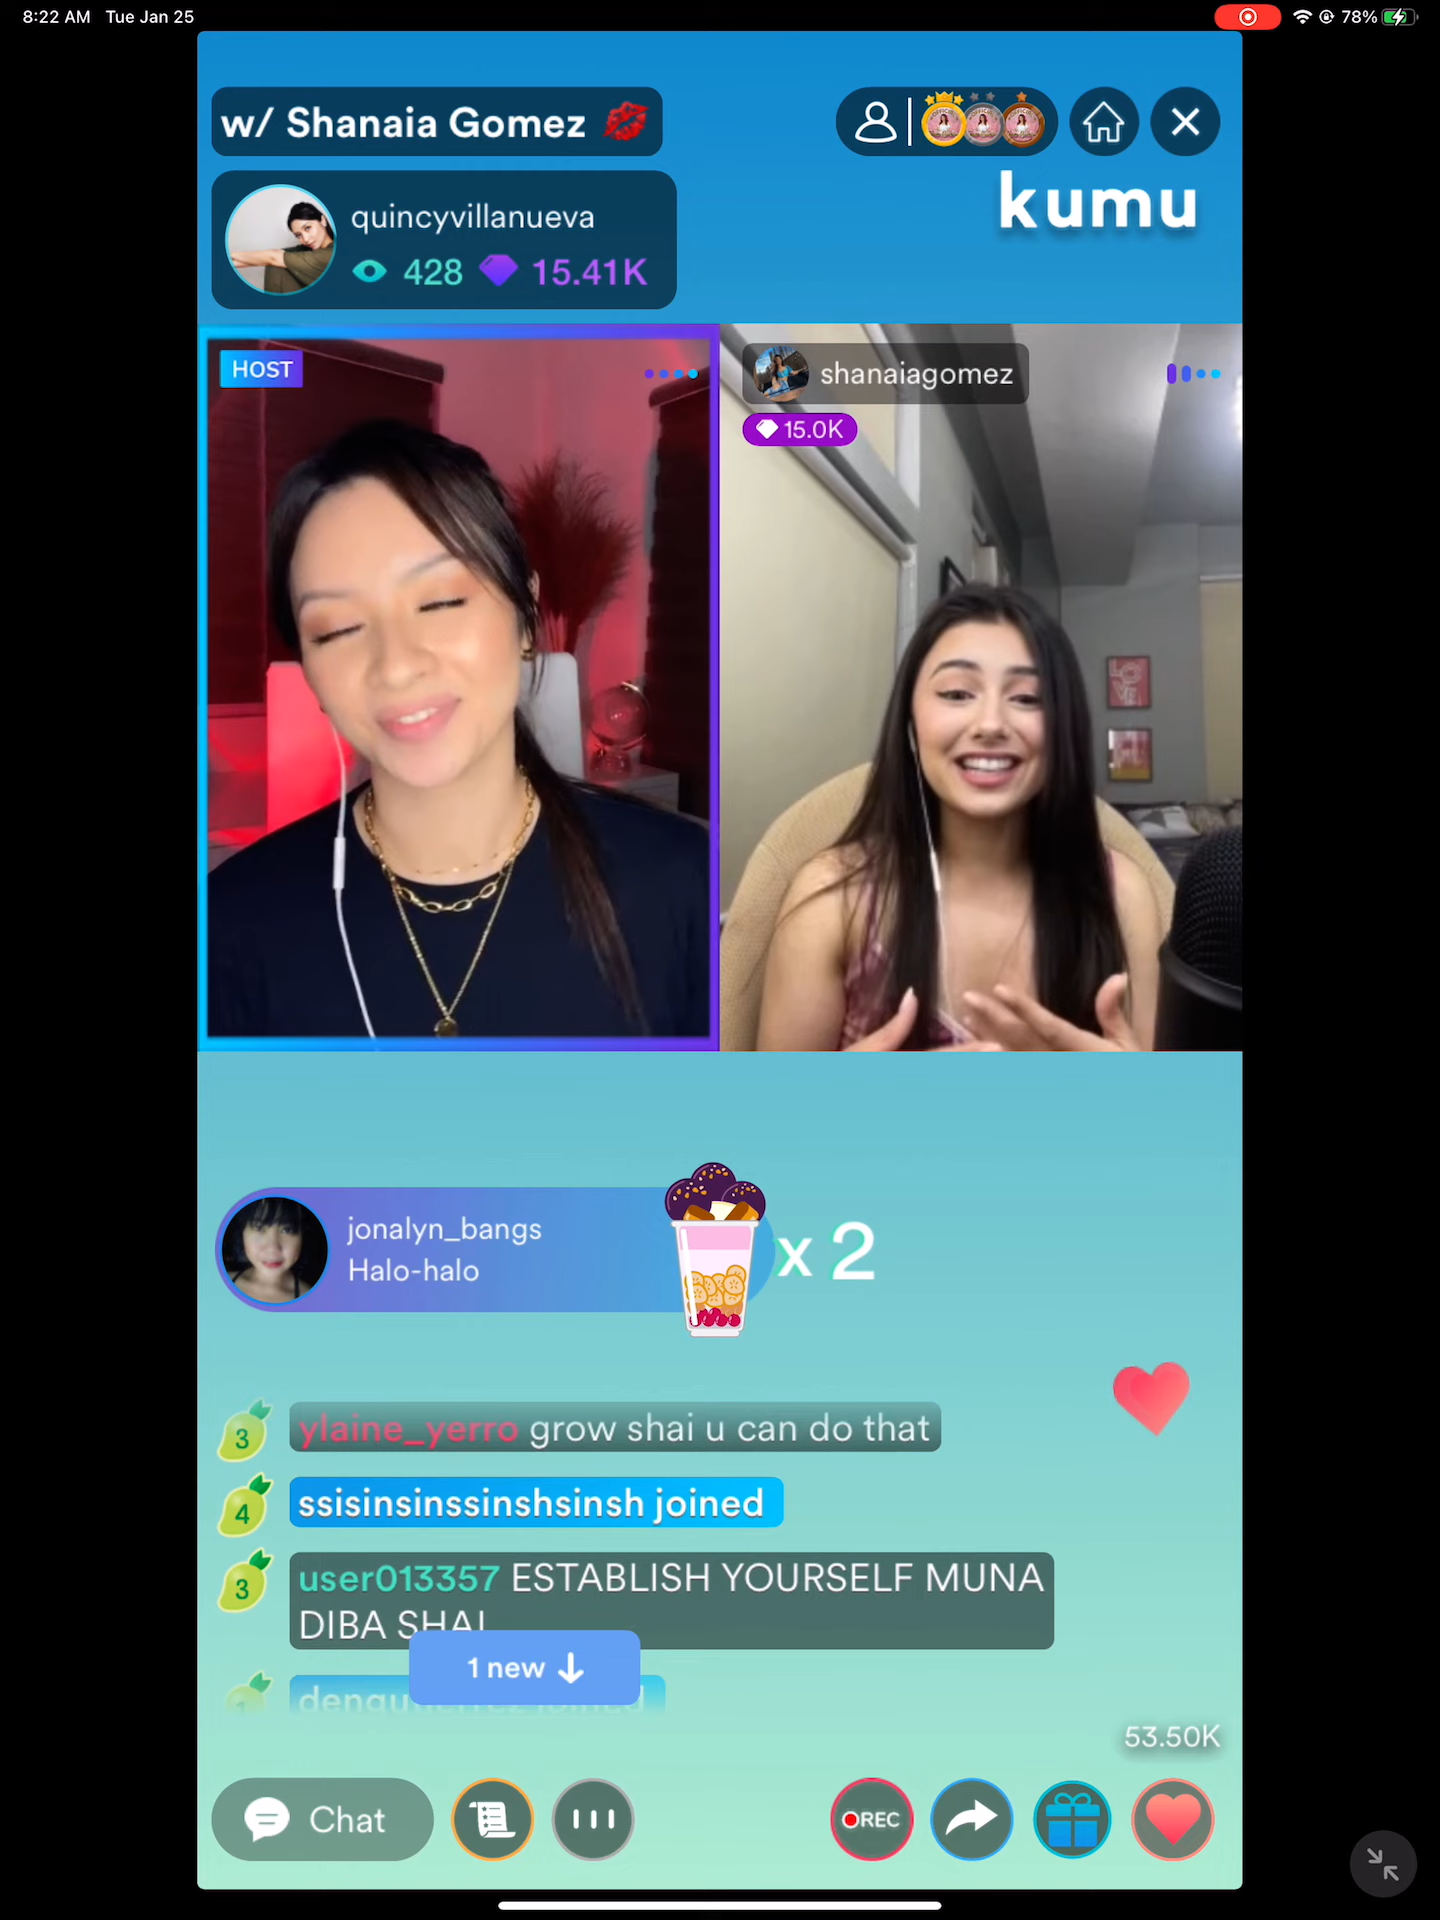 8:22 AM Tue Jan 25
78%
w/ Shanaia Gomez
quincyvillanueva
428 15.41K
kumu
HOST
shanaiagomez
15.0K
LOVE
jonalyn_bangs
Halo-halo
x 2
3 ylaine_yerro grow shai u can do that
4 ssisinsinssinshsinsh joined
3 user013357 ESTABLISH YOURSELF MUNA
DIBA SHAI
1 new
joined
53.50K
Chat
REC